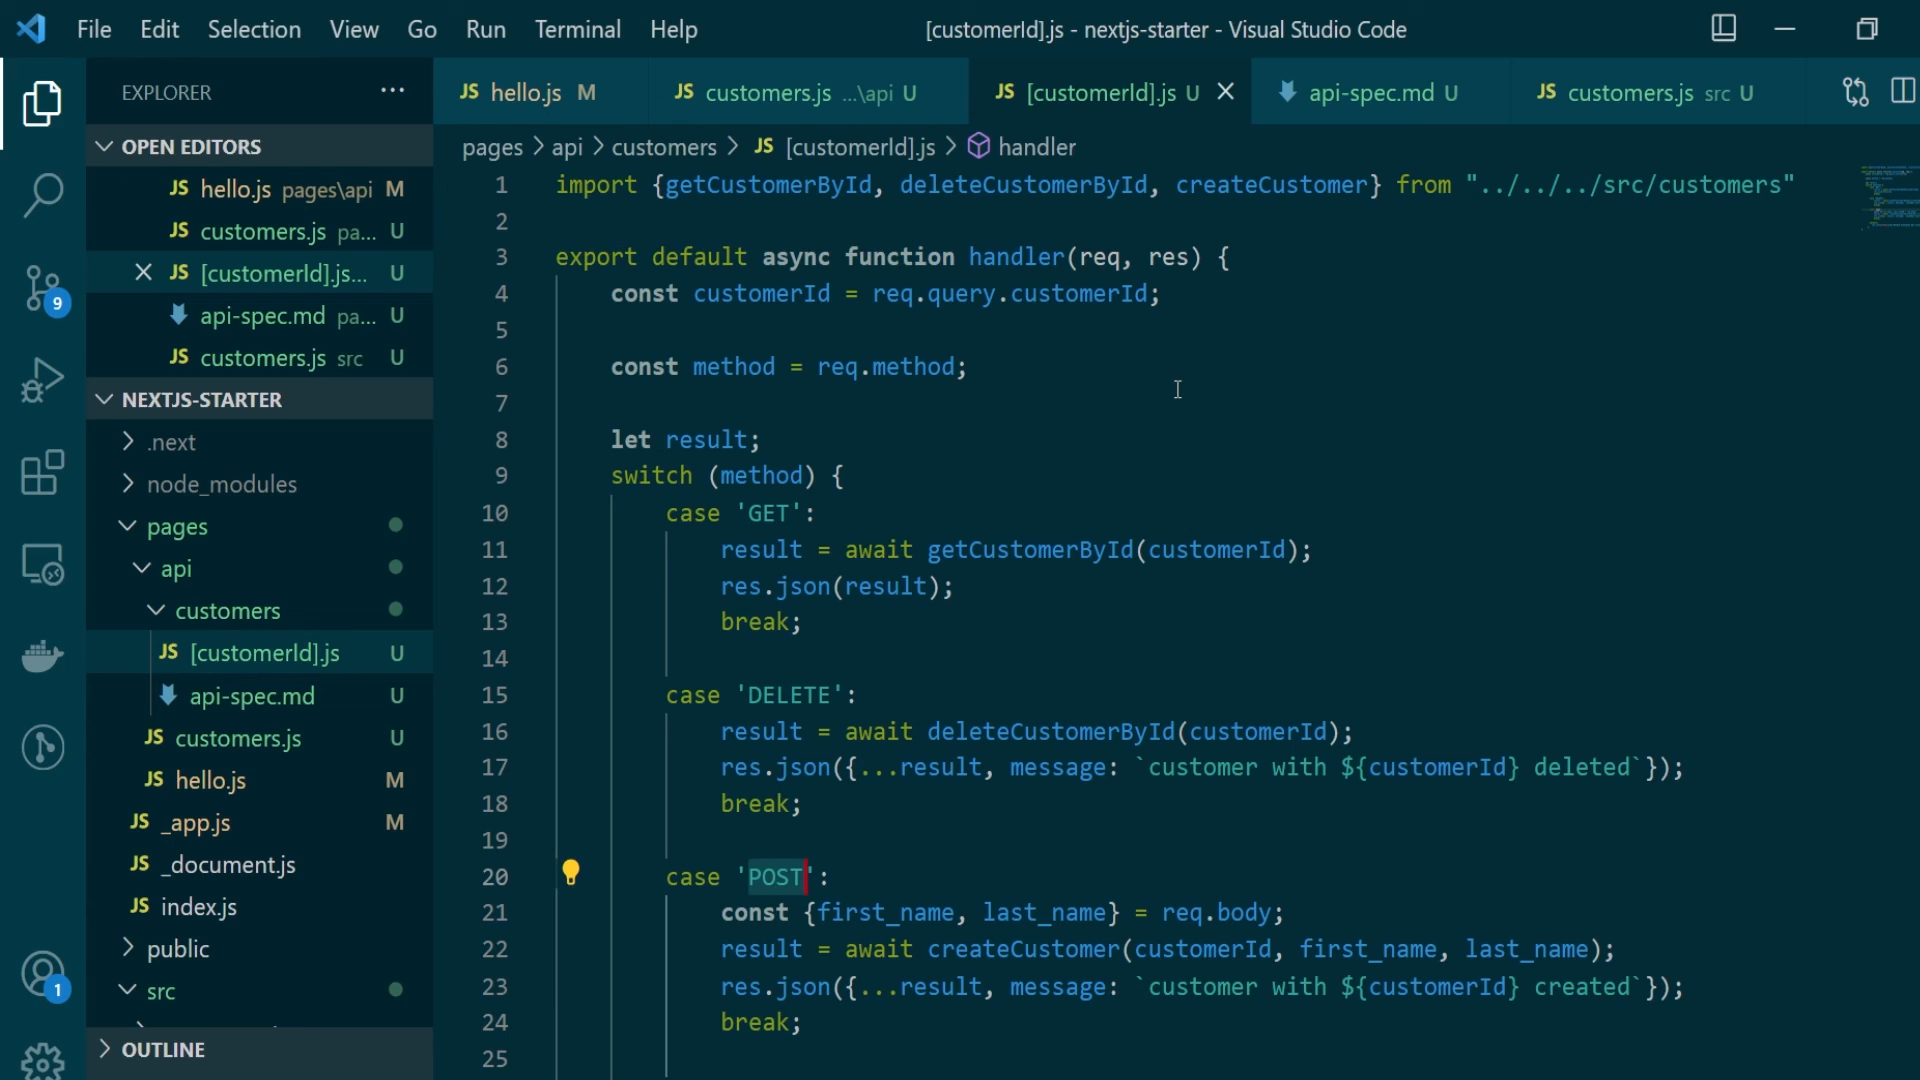 File Edit Selection View Go Run Terminal Help [customerId].js - nextjs-starter - Visual Studio Code
EXPLORER ...
OPEN EDITORS
JS hello.js pages\api M
JS customers.js pa... U
JS [customerId].js... U
api-spec.md pa... U
JS customers.js src U
NEXTJS-STARTER
.next
node_modules
pages
api
customers
JS [customerId].js U
api-spec.md U
JS customers.js U
JS hello.js M
JS _app.js M
JS _document.js
JS index.js
public
src
OUTLINE
9
1
JS hello.js M JS customers.js ...\api U JS [customerId].js U api-spec.md U JS customers.js src U
pages > api > customers > JS [customerId].js > handler
1 import {getCustomerById, deleteCustomerById, createCustomer} from "../../../src/customers"
2
3 export default async function handler(req, res) {
4 const customerId = req.query.customerId;
5
6 const method = req.method;
7
8 let result;
9 switch (method) {
10 case 'GET':
11 result = await getCustomerById(customerId);
12 res.json(result);
13 break;
14
15 case 'DELETE':
16 result = await deleteCustomerById(customerId);
17 res.json({...result, message: `customer with ${customerId} deleted`});
18 break;
19
20 case 'POST':
21 const {first_name, last_name} = req.body;
22 result = await createCustomer(customerId, first_name, last_name);
23 res.json({...result, message: `customer with ${customerId} created`});
24 break;
25